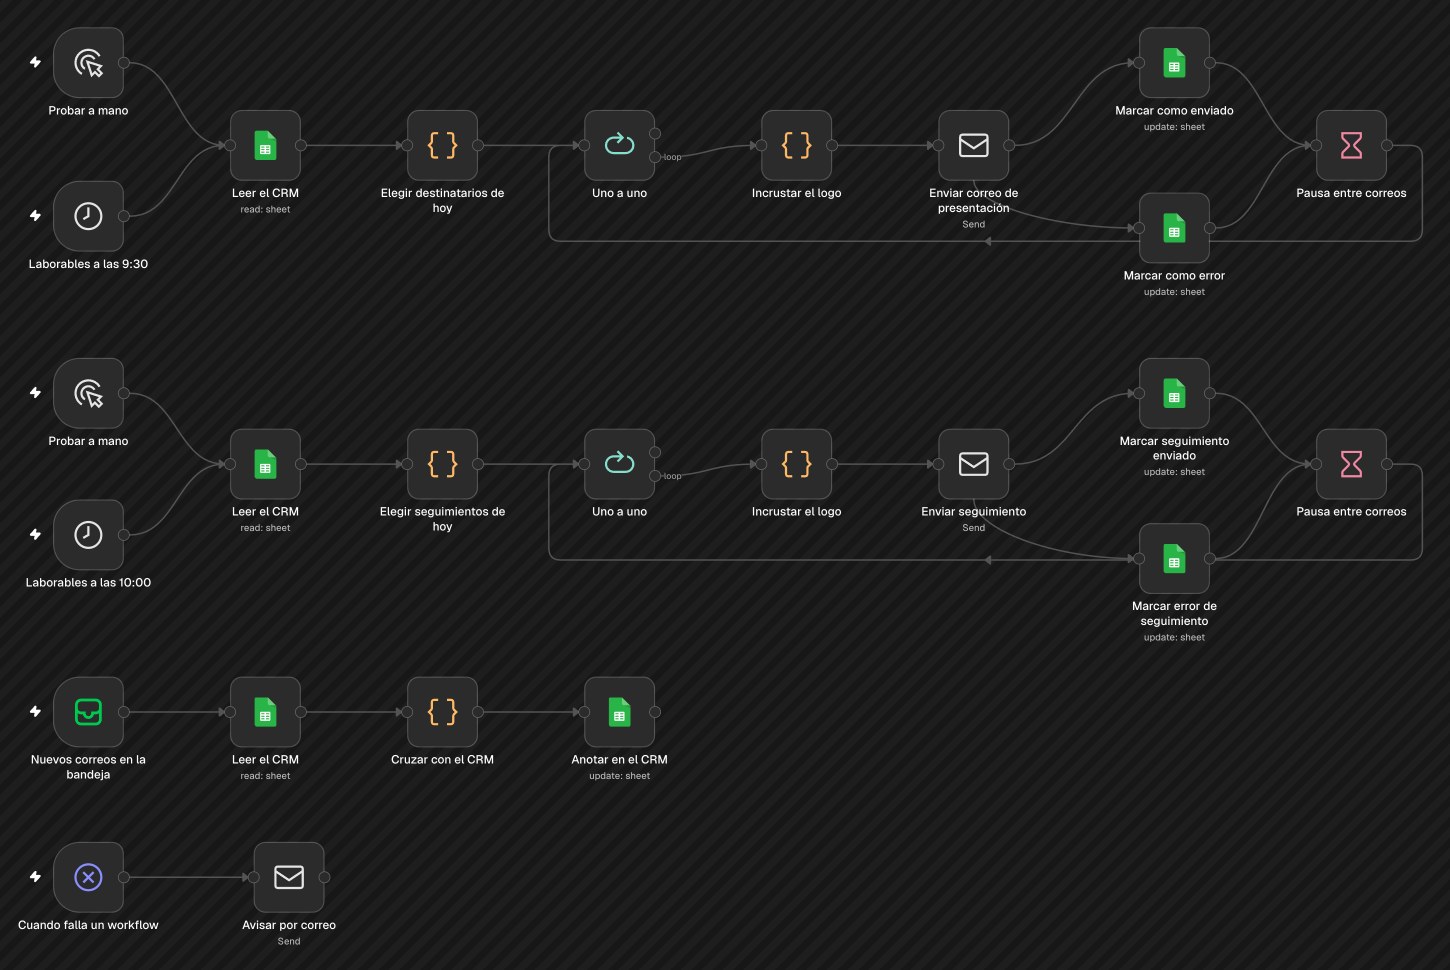 Probar a mano
Laborables a las 9:30
Leer el CRM
read: sheet
Elegir destinatarios de
hoy
Uno a uno
loop
Incrustar el logo
Enviar correo de
presentación
Send
Marcar como enviado
update: sheet
Marcar como error
update: sheet
Pausa entre correos
Probar a mano
Laborables a las 10:00
Leer el CRM
read: sheet
Elegir seguimientos de
hoy
Uno a uno
loop
Incrustar el logo
Enviar seguimiento
Send
Marcar seguimiento
enviado
update: sheet
Marcar error de
seguimiento
update: sheet
Pausa entre correos
Nuevos correos en la
bandeja
Leer el CRM
read: sheet
Cruzar con el CRM
Anotar en el CRM
update: sheet
Cuando falla un workflow
Avisar por correo
Send